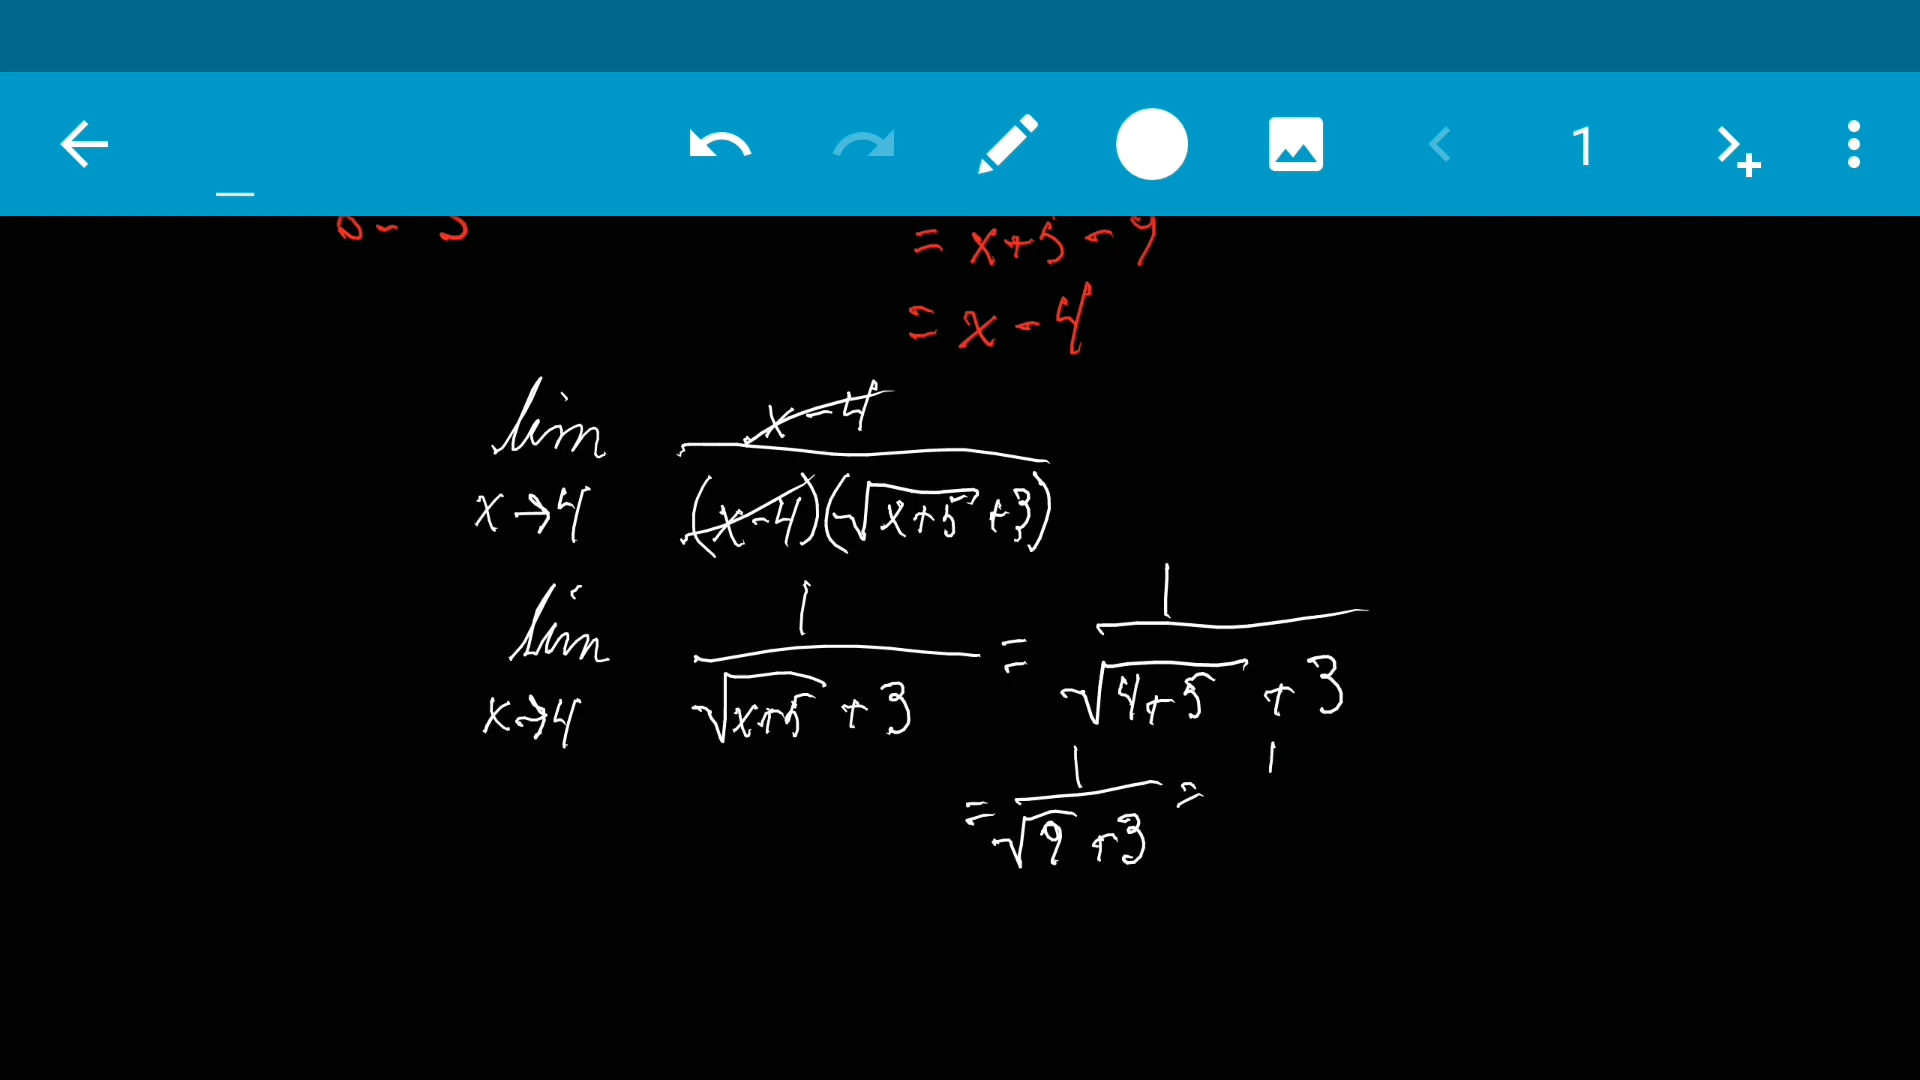 1
= x+5-9
= x-4
lim x→4 x-4 / (x-4)(√x+5 +3)
lim x→4 1 / √x+5 +3 = 1 / √4+5 +3
= 1 / √9 +3 = 1